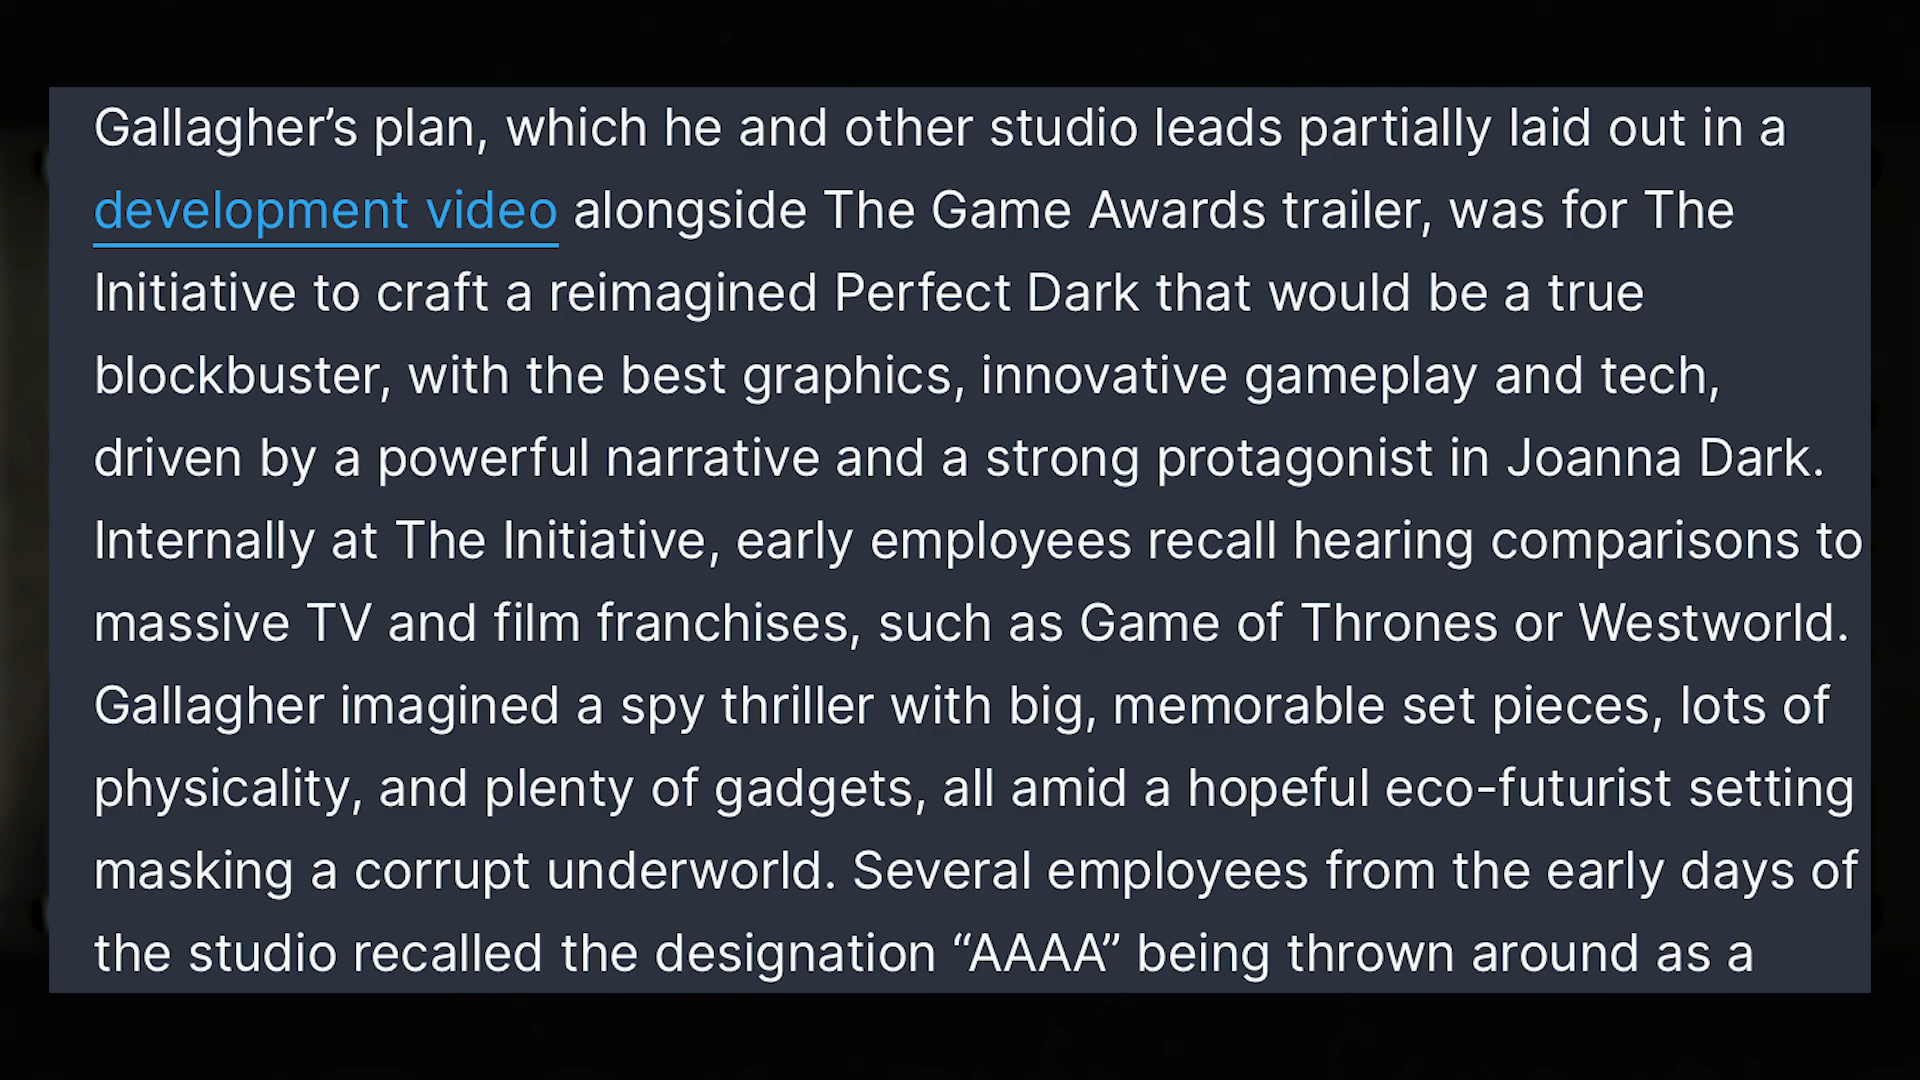 Gallagher’s plan, which he and other studio leads partially laid out in a
development video alongside The Game Awards trailer, was for The
Initiative to craft a reimagined Perfect Dark that would be a true
blockbuster, with the best graphics, innovative gameplay and tech,
driven by a powerful narrative and a strong protagonist in Joanna Dark.
Internally at The Initiative, early employees recall hearing comparisons to
massive TV and film franchises, such as Game of Thrones or Westworld.
Gallagher imagined a spy thriller with big, memorable set pieces, lots of
physicality, and plenty of gadgets, all amid a hopeful eco-futurist setting
masking a corrupt underworld. Several employees from the early days of
the studio recalled the designation “AAAA” being thrown around as a